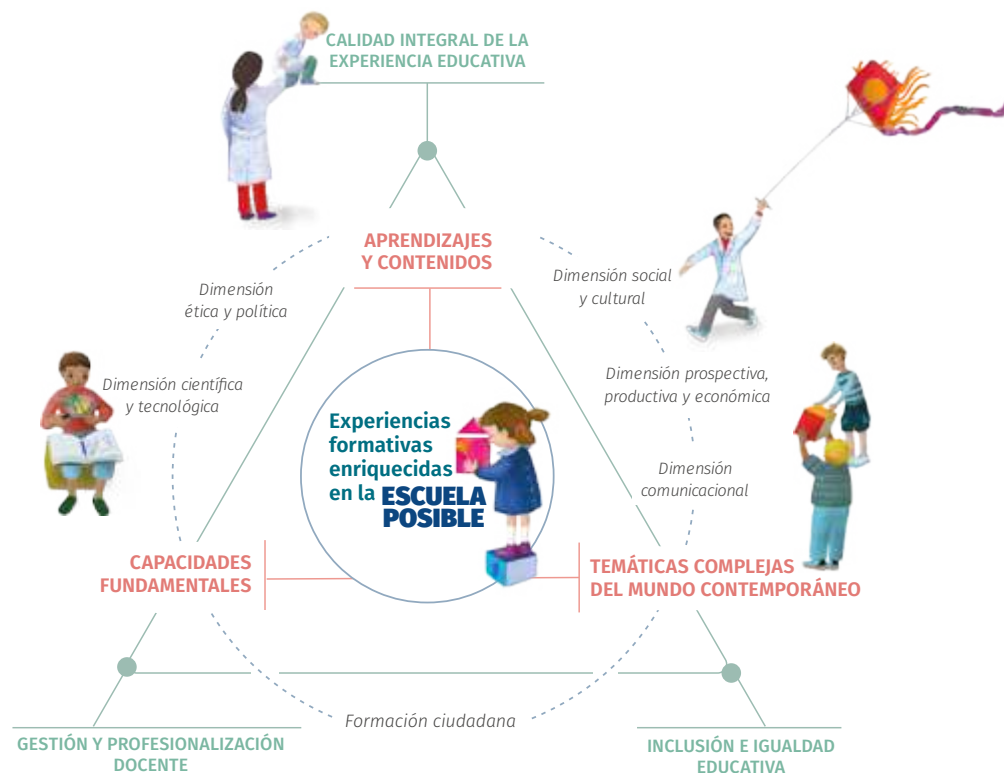 CALIDAD INTEGRAL DE LA
EXPERIENCIA EDUCATIVA
APRENDIZAJES
Y CONTENIDOS
Dimensión
ética y política
Dimensión social
y cultural
Dimensión científica
y tecnológica
Dimensión prospectiva,
productiva y económica
Experiencias
formativas
enriquecidas
en la ESCUELA
POSIBLE
Dimensión
comunicacional
CAPACIDADES
FUNDAMENTALES
TEMÁTICAS COMPLEJAS
DEL MUNDO CONTEMPORÁNEO
Formación ciudadana
GESTIÓN Y PROFESIONALIZACIÓN
DOCENTE
INCLUSIÓN E IGUALDAD
EDUCATIVA